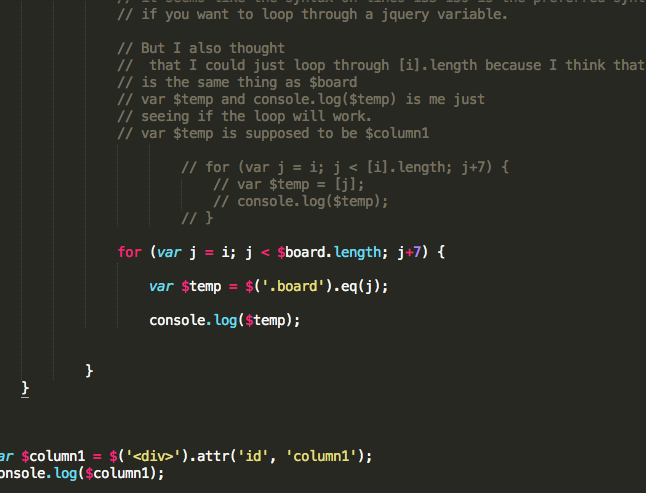 // if you want to loop through a jquery variable.
// But I also thought
// that I could just loop through [i].length because I think that
// is the same thing as $board
// var $temp and console.log($temp) is me just
// seeing if the loop will work.
// var $temp is supposed to be $column1
// for (var j = i; j < [i].length; j+7) {
// var $temp = [j];
// console.log($temp);
// }
for (var j = i; j < $board.length; j+7) {
var $temp = $('.board').eq(j);
console.log($temp);
}
}
ar $column1 = $('<div>').attr('id', 'column1');
onsole.log($column1);